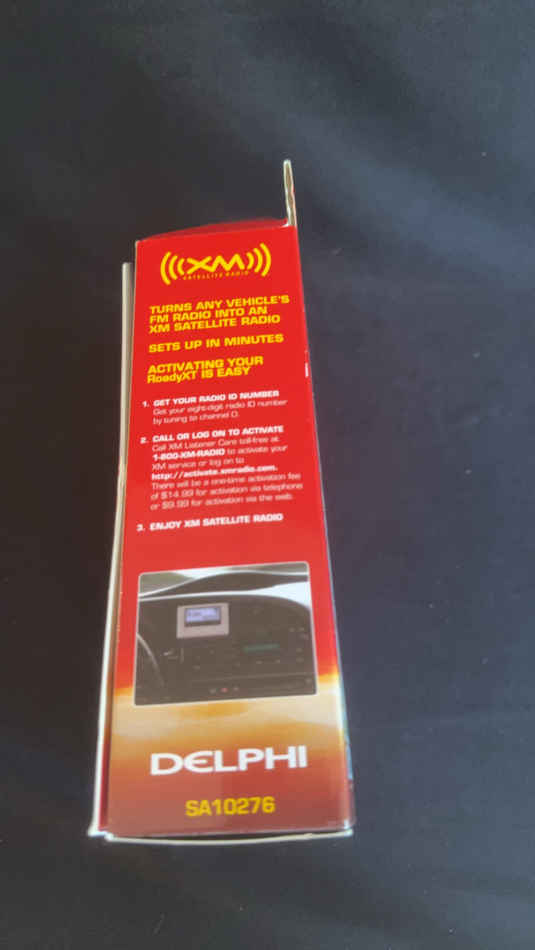 ((XM))
SATELLITE RADIO
TURNS ANY VEHICLE'S
FM RADIO INTO AN
XM SATELLITE RADIO
SETS UP IN MINUTES
ACTIVATING YOUR
RoadyXT IS EASY
1. GET YOUR RADIO ID NUMBER
Get your eight-digit radio ID number
by tuning to channel 0.
2. CALL OR LOG ON TO ACTIVATE
Call XM Listener Care toll-free at
1-800-XM-RADIO to activate your
XM service or log on to
http://activate.xmradio.com.
There will be a one-time activation fee
of $14.99 for activation via telephone
or $9.99 for activation via the web.
3. ENJOY XM SATELLITE RADIO
DELPHI
SA10276